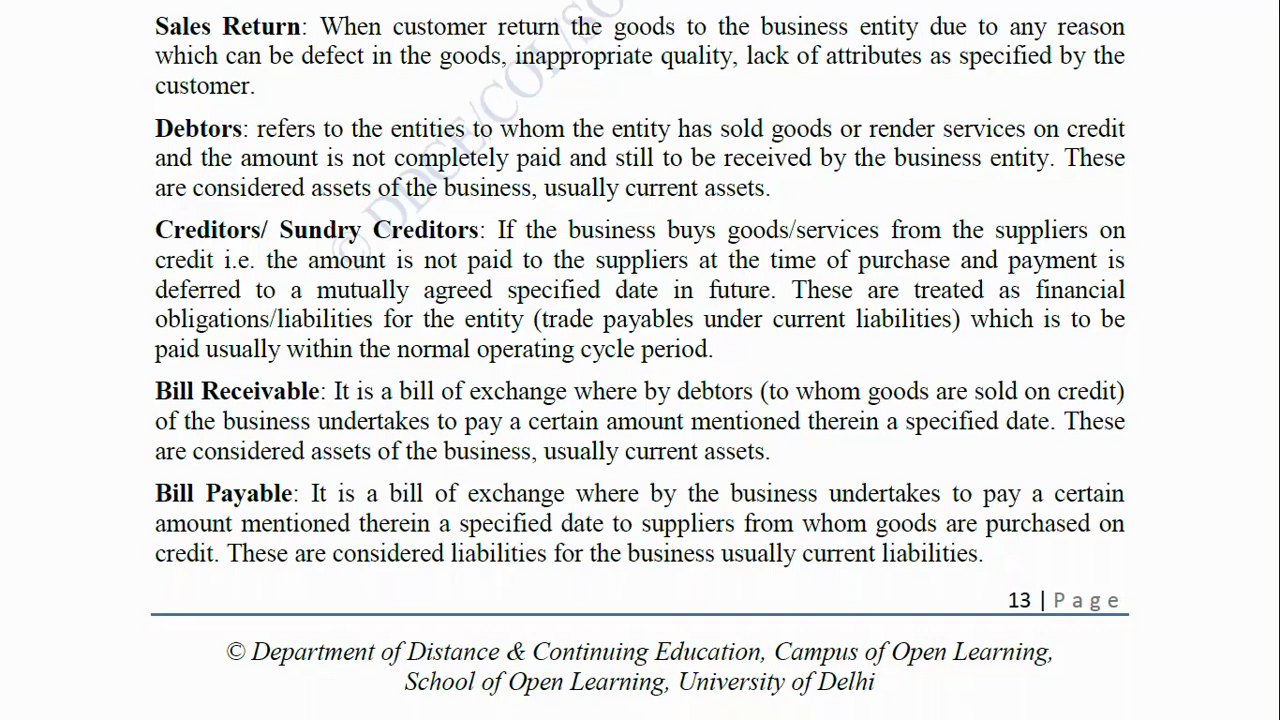 Sales Return: When customer return the goods to the business entity due to any reason
which can be defect in the goods, inappropriate quality, lack of attributes as specified by the
customer.
Debtors: refers to the entities to whom the entity has sold goods or render services on credit
and the amount is not completely paid and still to be received by the business entity. These
are considered assets of the business, usually current assets.
Creditors/ Sundry Creditors: If the business buys goods/services from the suppliers on
credit i.e. the amount is not paid to the suppliers at the time of purchase and payment is
deferred to a mutually agreed specified date in future. These are treated as financial
obligations/liabilities for the entity (trade payables under current liabilities) which is to be
paid usually within the normal operating cycle period.
Bill Receivable: It is a bill of exchange where by debtors (to whom goods are sold on credit)
of the business undertakes to pay a certain amount mentioned therein a specified date. These
are considered assets of the business, usually current assets.
Bill Payable: It is a bill of exchange where by the business undertakes to pay a certain
amount mentioned therein a specified date to suppliers from whom goods are purchased on
credit. These are considered liabilities for the business usually current liabilities.
13 | Page
© Department of Distance & Continuing Education, Campus of Open Learning,
School of Open Learning, University of Delhi
© DDCE/COL/SO